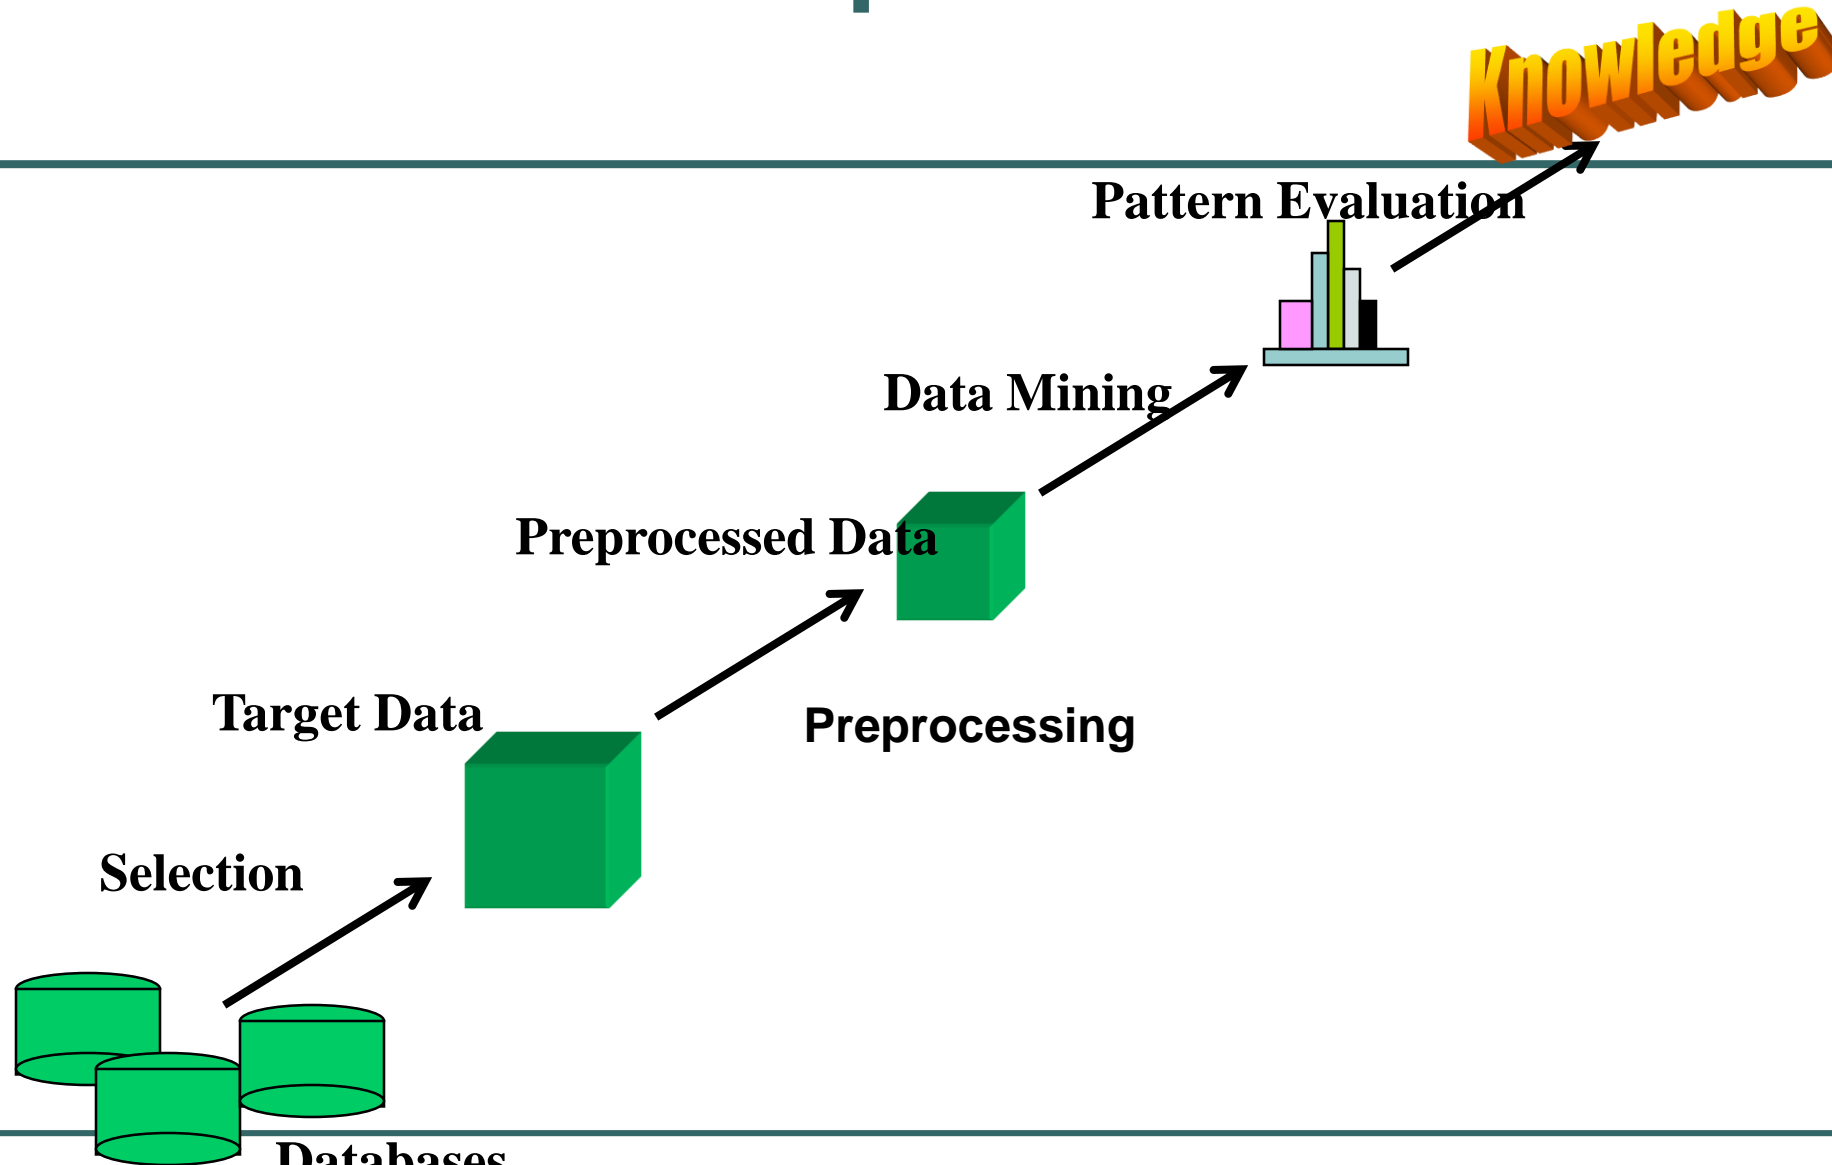 Knowledge
Pattern Evaluation
Data Mining
Preprocessed Data
Target Data
Preprocessing
Selection
Databases